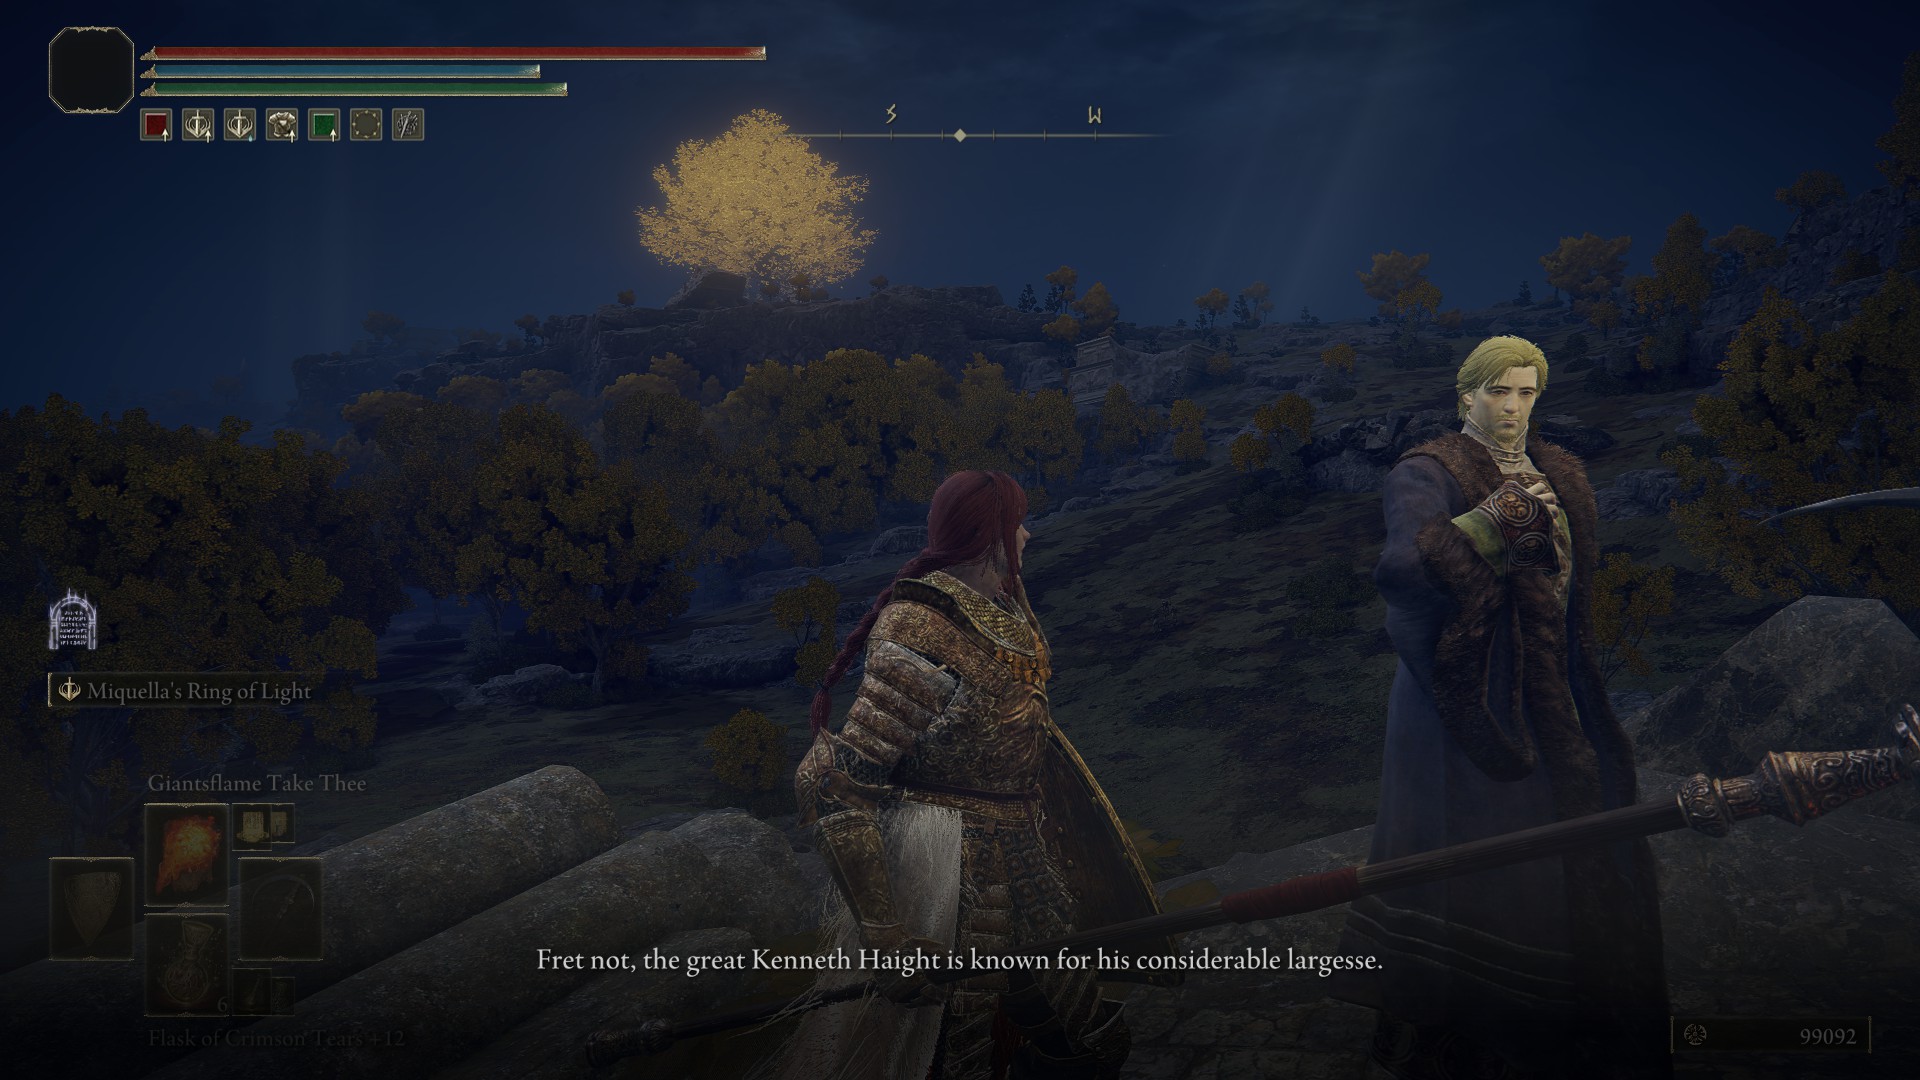 S
W
Miquella's Ring of Light
Giantsflame Take Thee
6
Flask of Crimson Tears +12
Fret not, the great Kenneth Haight is known for his considerable largesse.
99092